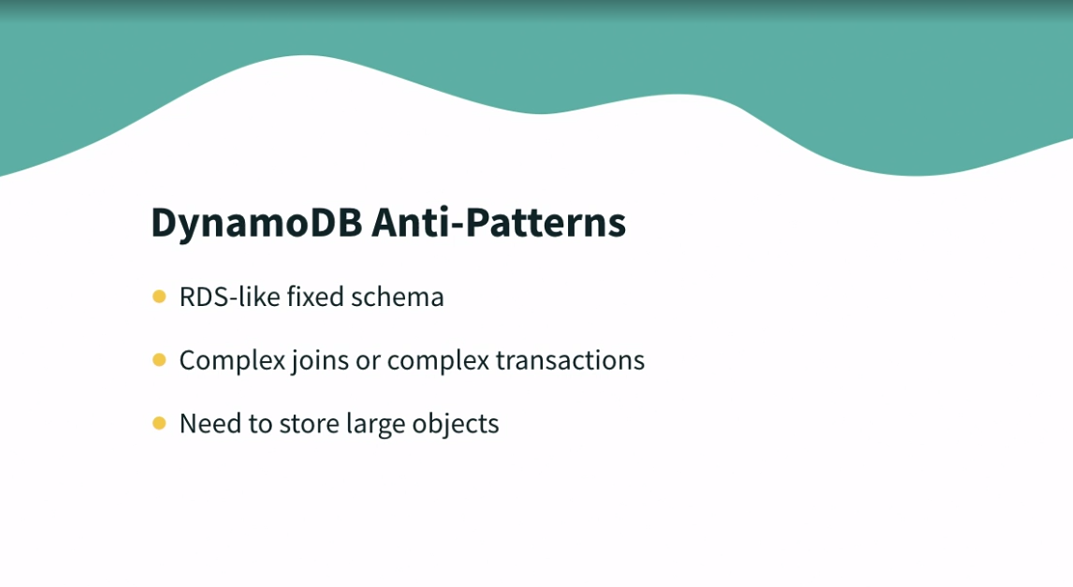 DynamoDB Anti-Patterns
RDS-like fixed schema
Complex joins or complex transactions
Need to store large objects